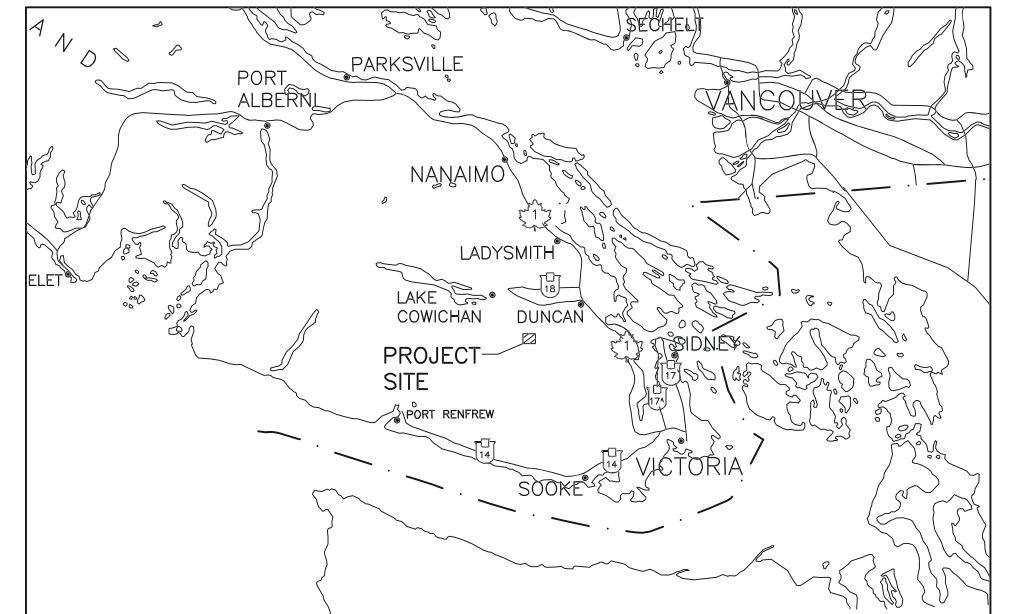 SECHELT
A N D
PARKSVILLE
PORT
ALBERNI
VANCOUVER
NANAIMO
1
LADYSMITH
ELET
18
LAKE
COWICHAN
DUNCAN
PROJECT
SITE
1
SIDNEY
17
17A
PORT RENFREW
14
14
VICTORIA
SOOKE